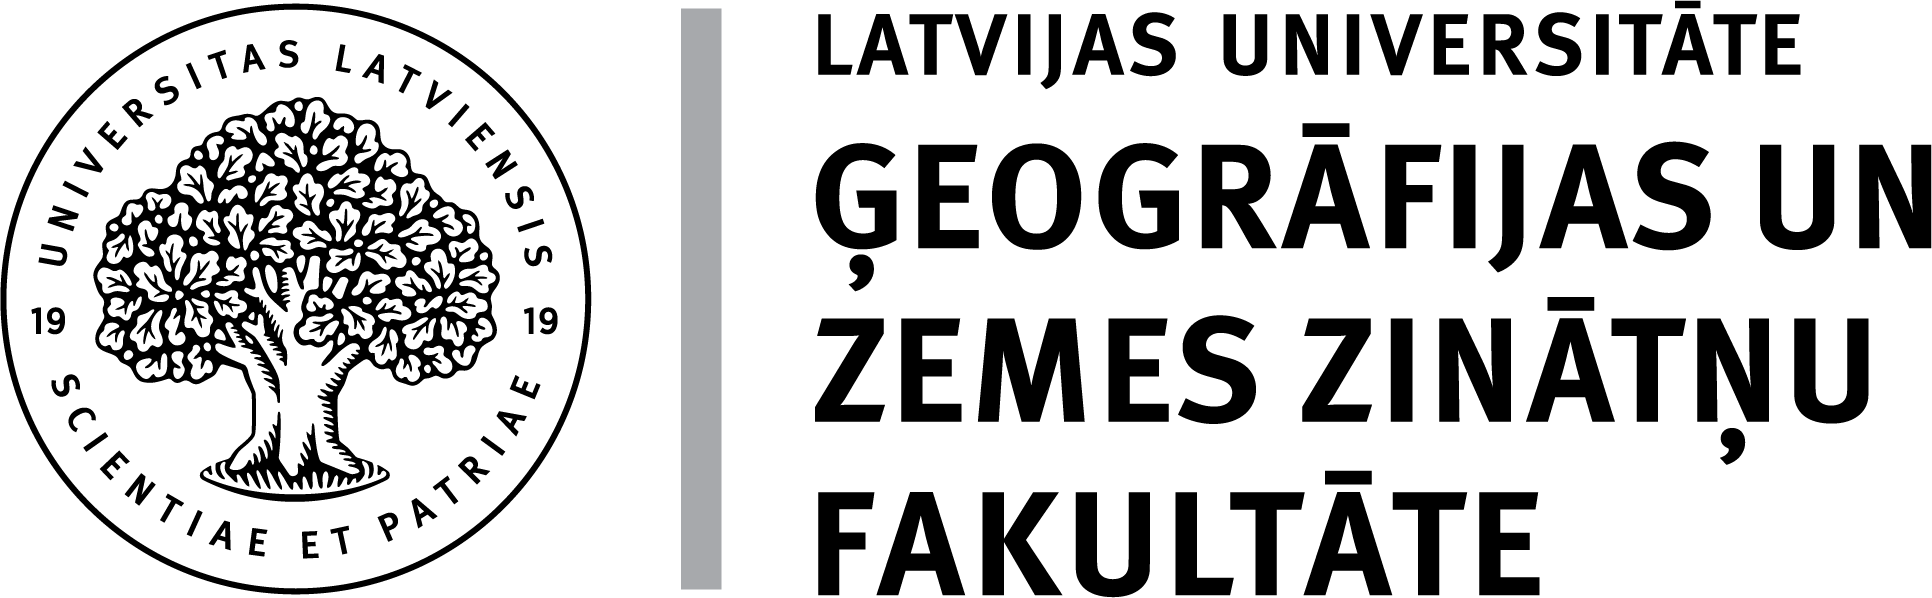 UNIVERSITAS LATVIENSIS
19 19
SCIENTIAE ET PATRIAE
LATVIJAS UNIVERSITĀTE
ĢEOGRĀFIJAS UN
ZEMES ZINĀTŅU
FAKULTĀTE